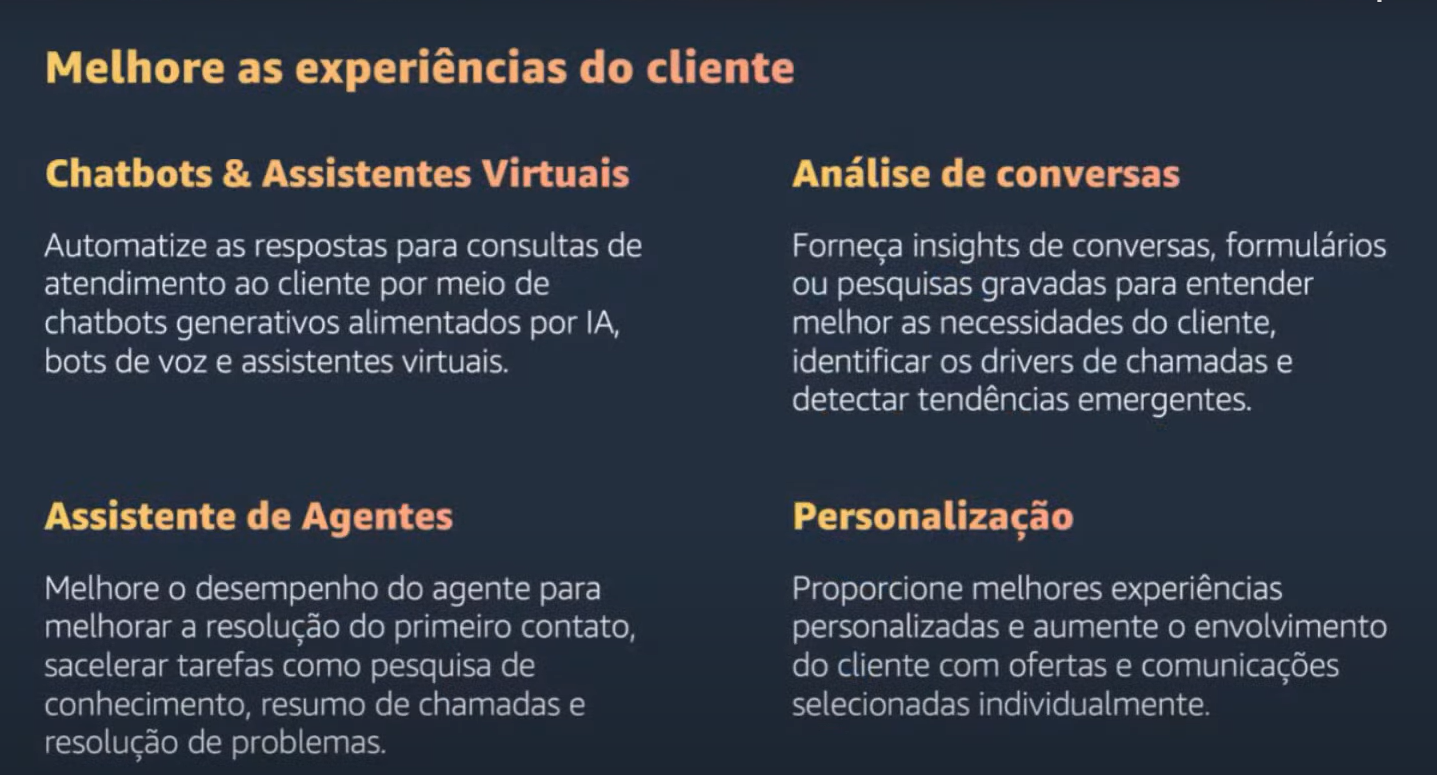 Melhore as experiências do cliente
Chatbots & Assistentes Virtuais
Automatize as respostas para consultas de
atendimento ao cliente por meio de
chatbots generativos alimentados por IA,
bots de voz e assistentes virtuais.
Análise de conversas
Forneça insights de conversas, formulários
ou pesquisas gravadas para entender
melhor as necessidades do cliente,
identificar os drivers de chamadas e
detectar tendências emergentes.
Assistente de Agentes
Melhore o desempenho do agente para
melhorar a resolução do primeiro contato,
sacelerar tarefas como pesquisa de
conhecimento, resumo de chamadas e
resolução de problemas.
Personalização
Proporcione melhores experiências
personalizadas e aumente o envolvimento
do cliente com ofertas e comunicações
selecionadas individualmente.